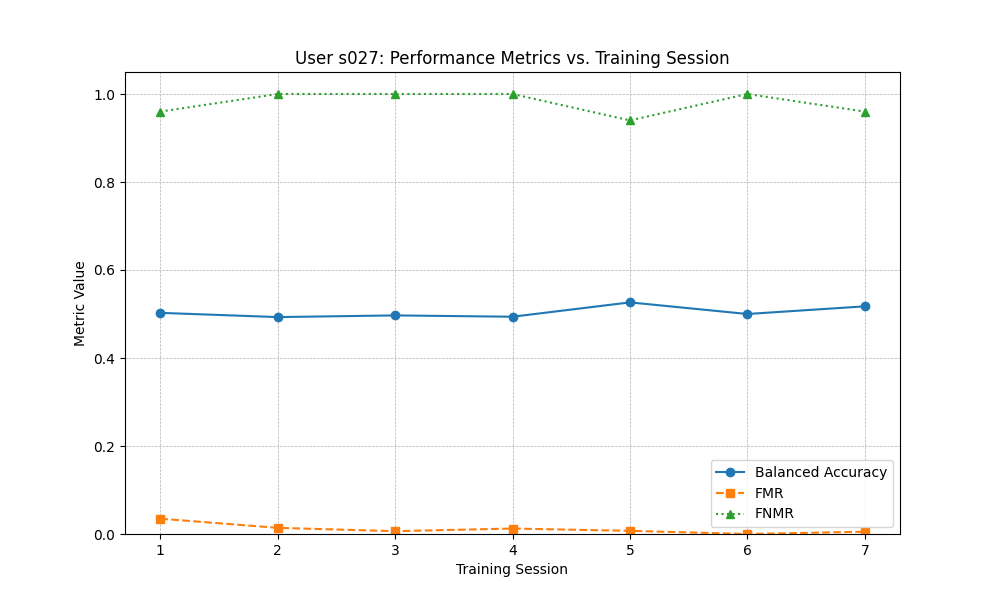 User s027: Performance Metrics vs. Training Session
1.0
0.8
0.6
0.4
0.2
0.0
Metric Value
Balanced Accuracy
FMR
FNMR
1 2 3 4 5 6 7
Training Session